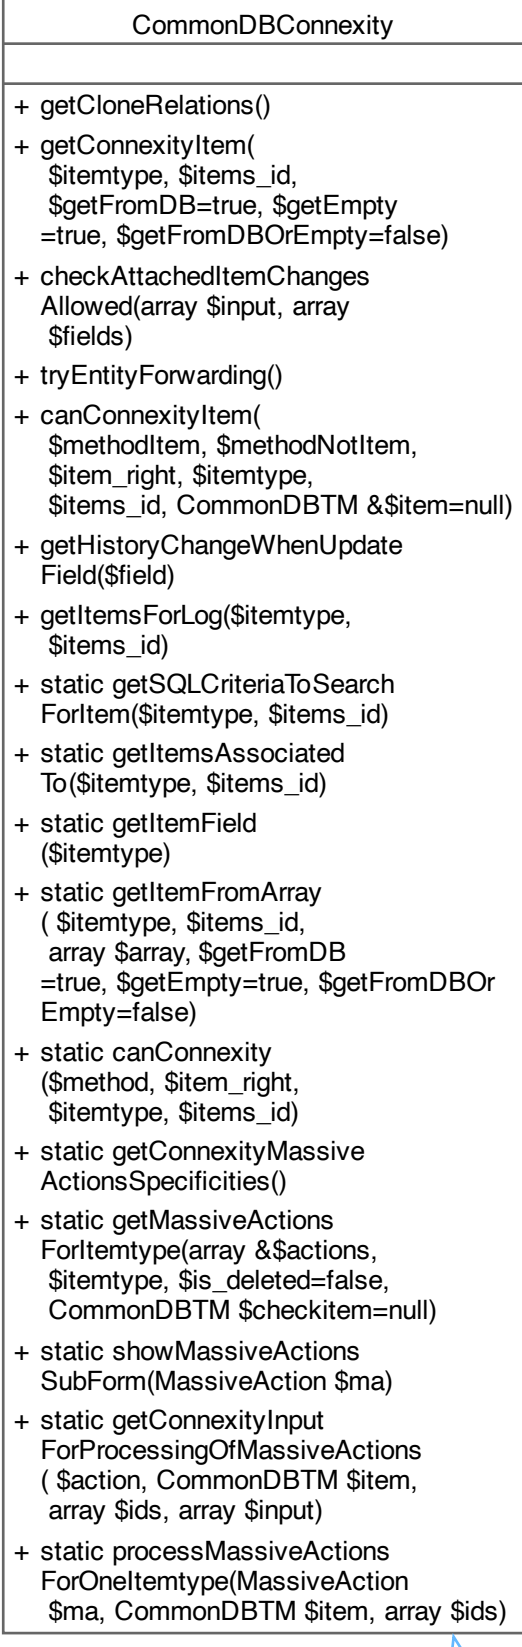 CommonDBConnexity
+ getCloneRelations()
+ getConnexityItem(
$itemtype, $items_id,
$getFromDB=true, $getEmpty
=true, $getFromDBOrEmpty=false)
+ checkAttachedItemChanges
Allowed(array $input, array
$fields)
+ tryEntityForwarding()
+ canConnexityItem(
$methodItem, $methodNotItem,
$item_right, $itemtype,
$items_id, CommonDBTM &$item=null)
+ getHistoryChangeWhenUpdate
Field($field)
+ getItemsForLog($itemtype,
$items_id)
+ static getSQLCriteriaToSearch
ForItem($itemtype, $items_id)
+ static getItemsAssociated
To($itemtype, $items_id)
+ static getItemField
($itemtype)
+ static getItemFromArray
( $itemtype, $items_id,
array $array, $getFromDB
=true, $getEmpty=true, $getFromDBOr
Empty=false)
+ static canConnexity
($method, $item_right,
$itemtype, $items_id)
+ static getConnexityMassive
ActionsSpecificities()
+ static getMassiveActions
ForItemtype(array &$actions,
$itemtype, $is_deleted=false,
CommonDBTM $checkitem=null)
+ static showMassiveActions
SubForm(MassiveAction $ma)
+ static getConnexityInput
ForProcessingOfMassiveActions
( $action, CommonDBTM $item,
array $ids, array $input)
+ static processMassiveActions
ForOneItemtype(MassiveAction
$ma, CommonDBTM $item, array $ids)